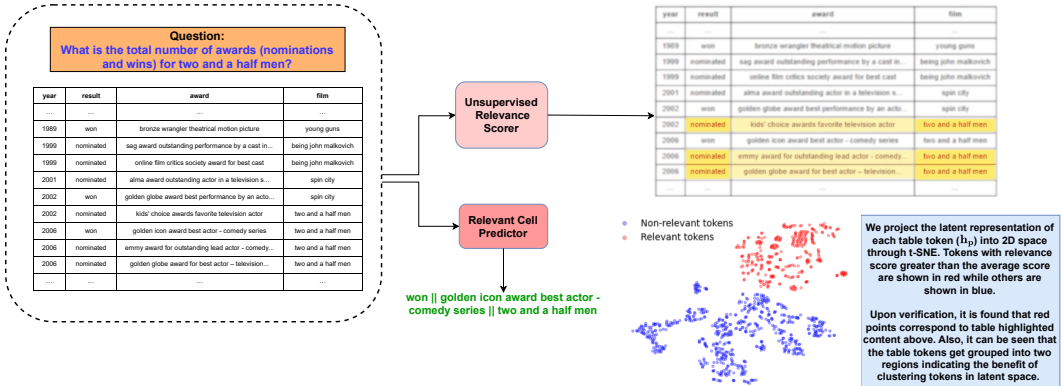 Question:
What is the total number of awards (nominations
and wins) for two and a half men?
year result award film
... ... ... ...
1989 won bronze wrangler theatrical motion picture young guns
1999 nominated sag award outstanding performance by a cast in... being john malkovich
1999 nominated online film critics society award for best cast being john malkovich
2001 nominated alma award outstanding actor in a television s... spin city
2002 won golden globe award best performance by an acto... spin city
2002 nominated kids' choice awards favorite television actor two and a half men
2006 won golden icon award best actor - comedy series two and a half men
2006 nominated emmy award for outstanding lead actor - comedy... two and a half men
2006 nominated golden globe award for best actor – television... two and a half men
... ... ... ...
Unsupervised
Relevance
Scorer
Relevant Cell
Predictor
won || golden icon award best actor -
comedy series || two and a half men
year result award film
... ... ... ...
1989 won bronze wrangler theatrical motion picture young guns
1999 nominated sag award outstanding performance by a cast in... being john malkovich
1999 nominated online film critics society award for best cast being john malkovich
2001 nominated alma award outstanding actor in a television s... spin city
2002 won golden globe award best performance by an acto... spin city
2002 nominated kids' choice awards favorite television actor two and a half men
2006 won golden icon award best actor - comedy series two and a half men
2006 nominated emmy award for outstanding lead actor - comedy... two and a half men
2006 nominated golden globe award for best actor – television... two and a half men
... ... ... ...
Non-relevant tokens
Relevant tokens
We project the latent representation of
each table token (h_p) into 2D space
through t-SNE. Tokens with relevance
score greater than the average score
are shown in red while others are
shown in blue.
Upon verification, it is found that red
points correspond to table highlighted
content above. Also, it can be seen that
the table tokens get grouped into two
regions indicating the benefit of
clustering tokens in latent space.